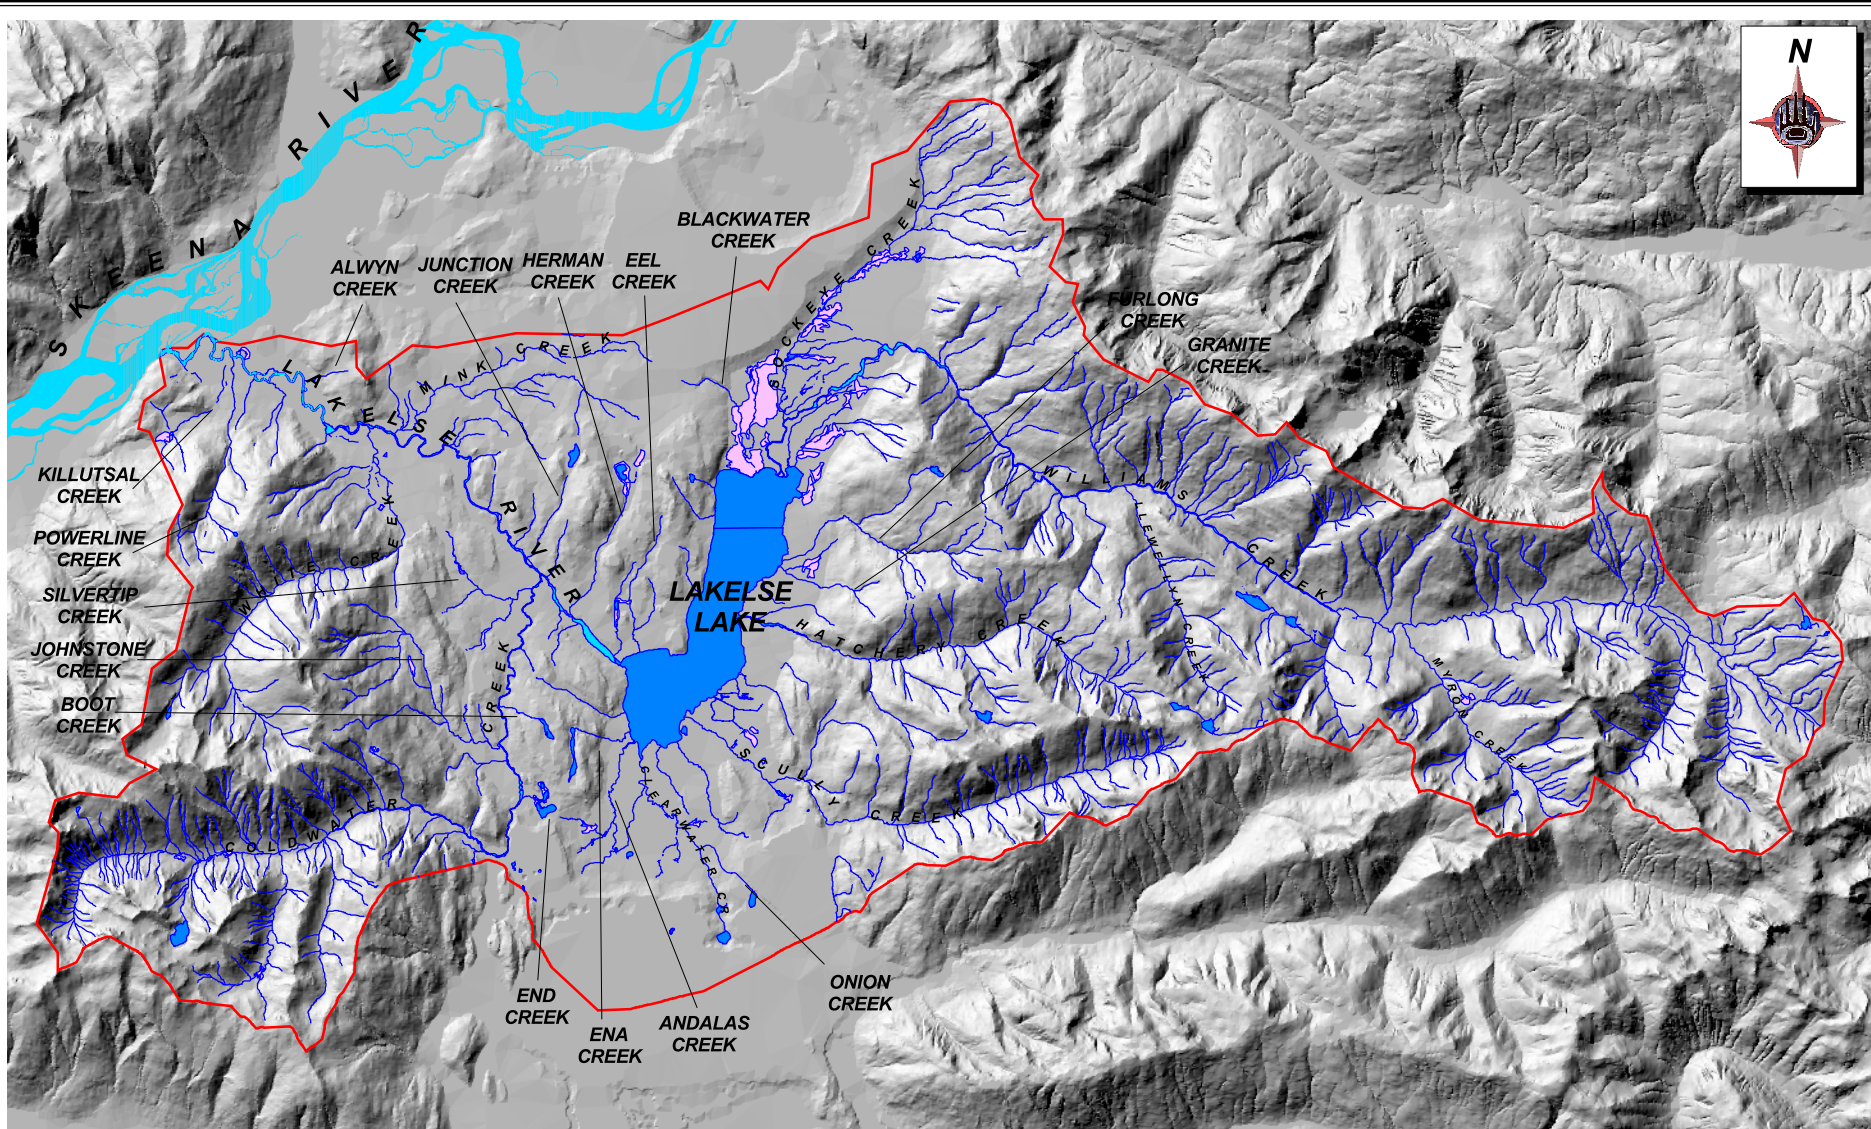 N
SKEENA RIVER
BLACKWATER
CREEK
ALWYN
CREEK
JUNCTION
CREEK
HERMAN
CREEK
EEL
CREEK
SOCKEYE CREEK
FURLONG
CREEK
GRANITE
CREEK
MINK CREEK
LAKELSE RIVER
KILLUTSAL
CREEK
POWERLINE
CREEK
WHITE CREEK
SILVERTIP
CREEK
JOHNSTONE
CREEK
BOOT
CREEK
CREEK
COLDWATER
LAKELSE
LAKE
WILLIAMS CREEK
LLEWELLYN CREEK
HATCHERY CREEK
MYRON CREEK
SCULLY CREEK
CLEARWATER CR
END
CREEK
ENA
CREEK
ANDALAS
CREEK
ONION
CREEK